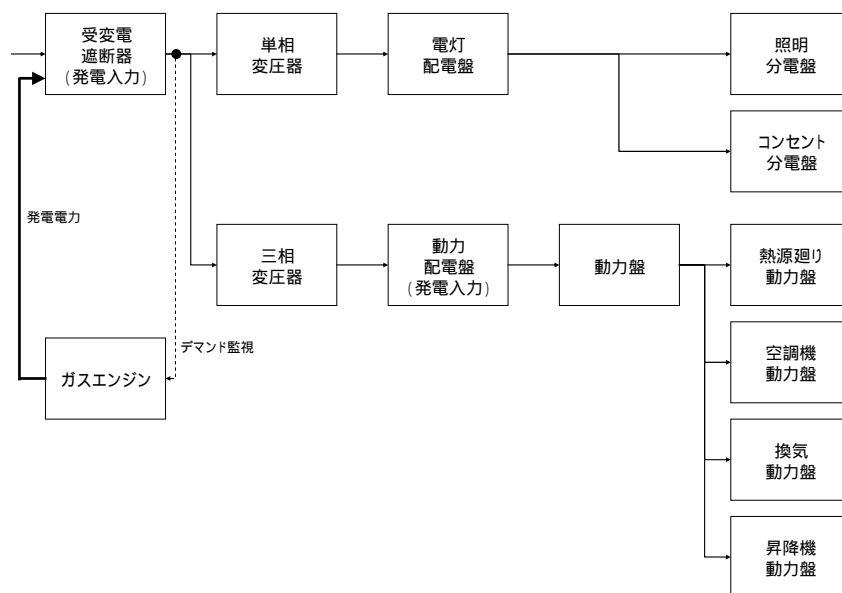 受変電
遮断器
(発電入力)
単相
変圧器
電灯
配電盤
照明
分電盤
コンセント
分電盤
発電電力
三相
変圧器
動力
配電盤
(発電入力)
動力盤
熱源廻り
動力盤
デマンド監視
ガスエンジン
空調機
動力盤
換気
動力盤
昇降機
動力盤